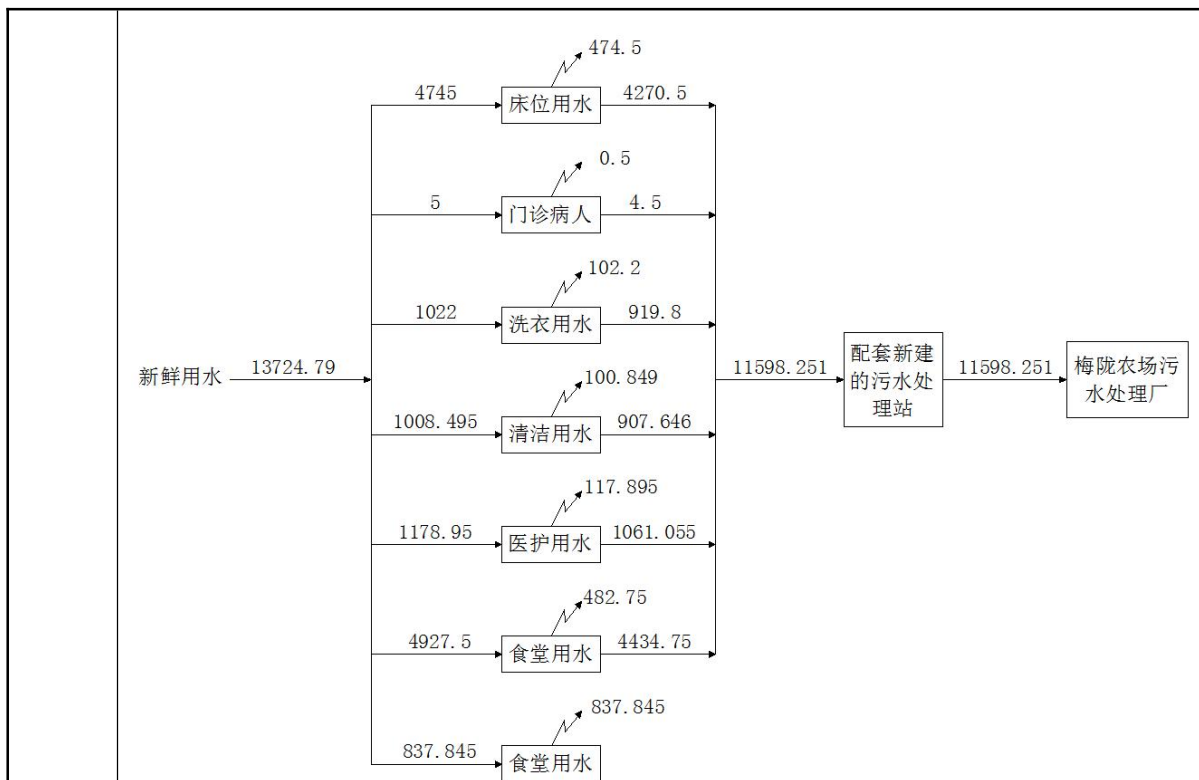 474.5
4745
床位用水
4270.5
0.5
5
门诊病人
4.5
102.2
1022
洗衣用水
919.8
新鲜用水
13724.79
100.849
1008.495
清洁用水
907.646
11598.251
配套新建
的污水处
理站
11598.251
梅陇农场污
水处理厂
117.895
1178.95
医护用水
1061.055
482.75
4927.5
食堂用水
4434.75
837.845
837.845
食堂用水